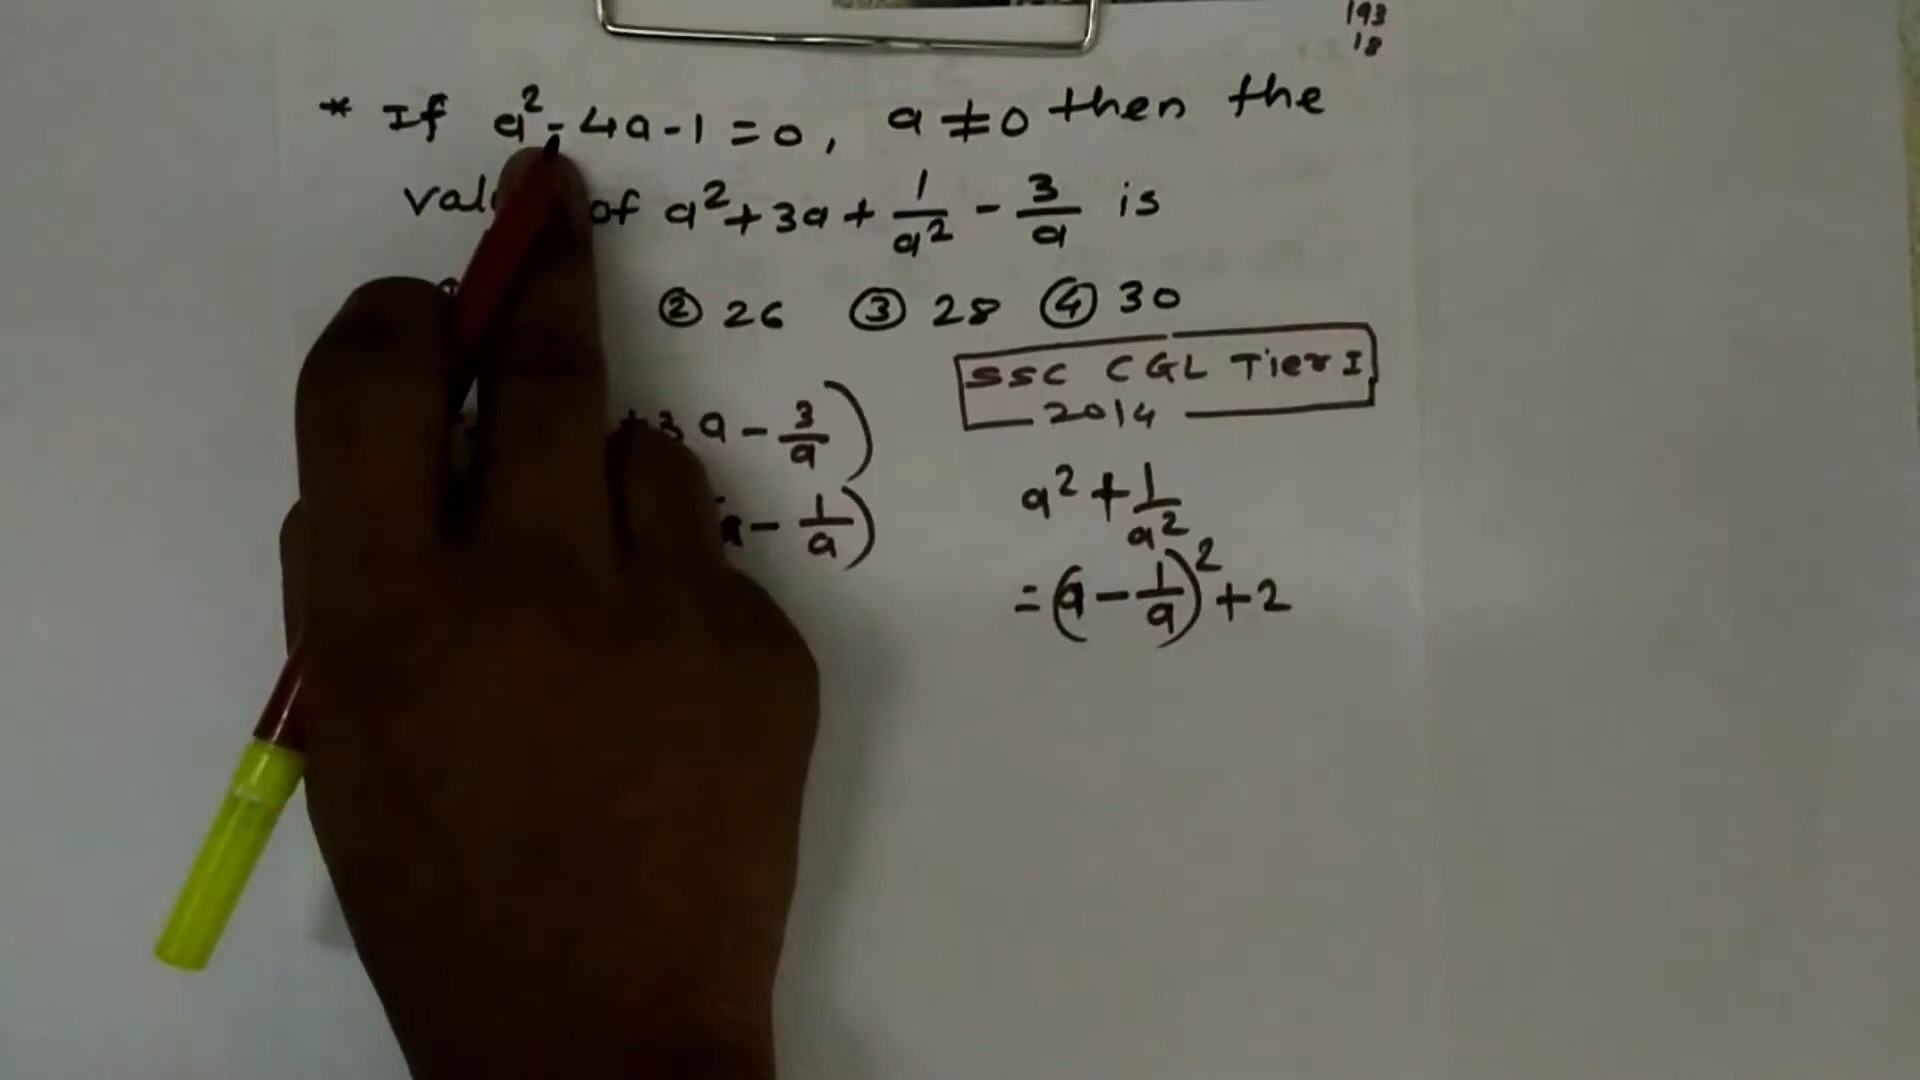 193
18
* If a² - 4a - 1 = 0, a ≠ 0 then the
of a² + 3a + 1/a² - 3/a is
② 26 ③ 28 ④ 30
SSC CGL Tier I
2014
+ 3a - 3/a)
a - 1/a)
a² + 1/a²
= (a - 1/a)² + 2